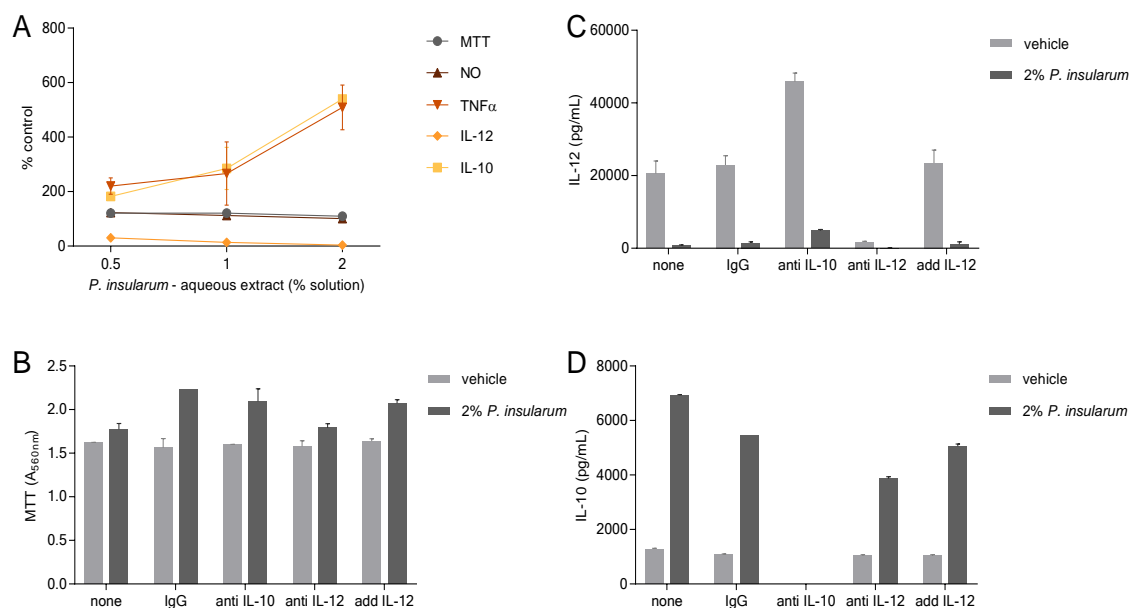 A
800
600
400
200
0
% control
0.5 1 2
P. insularum - aqueous extract (% solution)
MTT
NO
TNFα
IL-12
IL-10
C
60000
40000
20000
0
IL-12 (pg/mL)
none IgG anti IL-10 anti IL-12 add IL-12
vehicle
2% P. insularum
B
2.5
2.0
1.5
1.0
0.5
0.0
MTT (A560nm)
none IgG anti IL-10 anti IL-12 add IL-12
vehicle
2% P. insularum
D
8000
6000
4000
2000
0
IL-10 (pg/mL)
none IgG anti IL-10 anti IL-12 add IL-12
vehicle
2% P. insularum